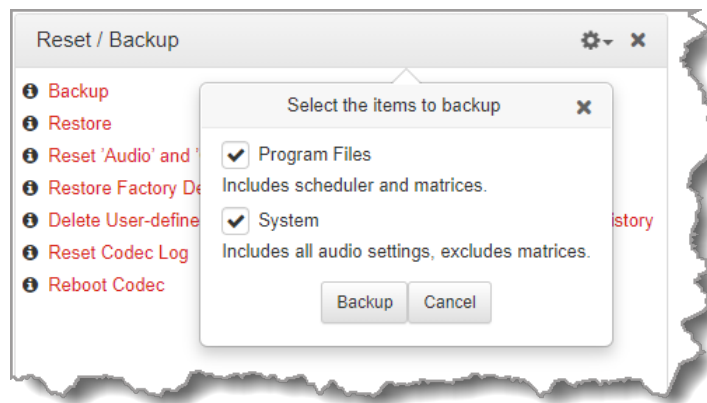 Reset / Backup
Backup
Restore
Reset 'Audio' and '
Restore Factory De
Delete User-define
istory
Reset Codec Log
Reboot Codec
Select the items to backup
Program Files
Includes scheduler and matrices.
System
Includes all audio settings, excludes matrices.
Backup
Cancel